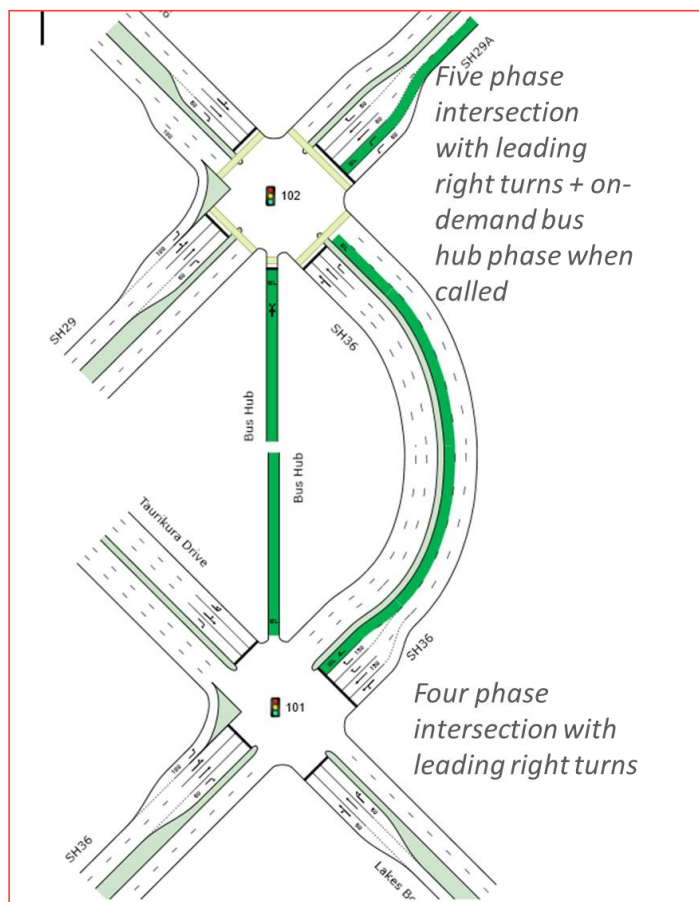 SH29A
Five phase
intersection
with leading
right turns + on-
demand bus
hub phase when
called
102
SH29
SH36
Bus Hub
Bus Hub
Taurikura Drive
SH36
101
Four phase
intersection with
leading right turns
SH36
Lakes